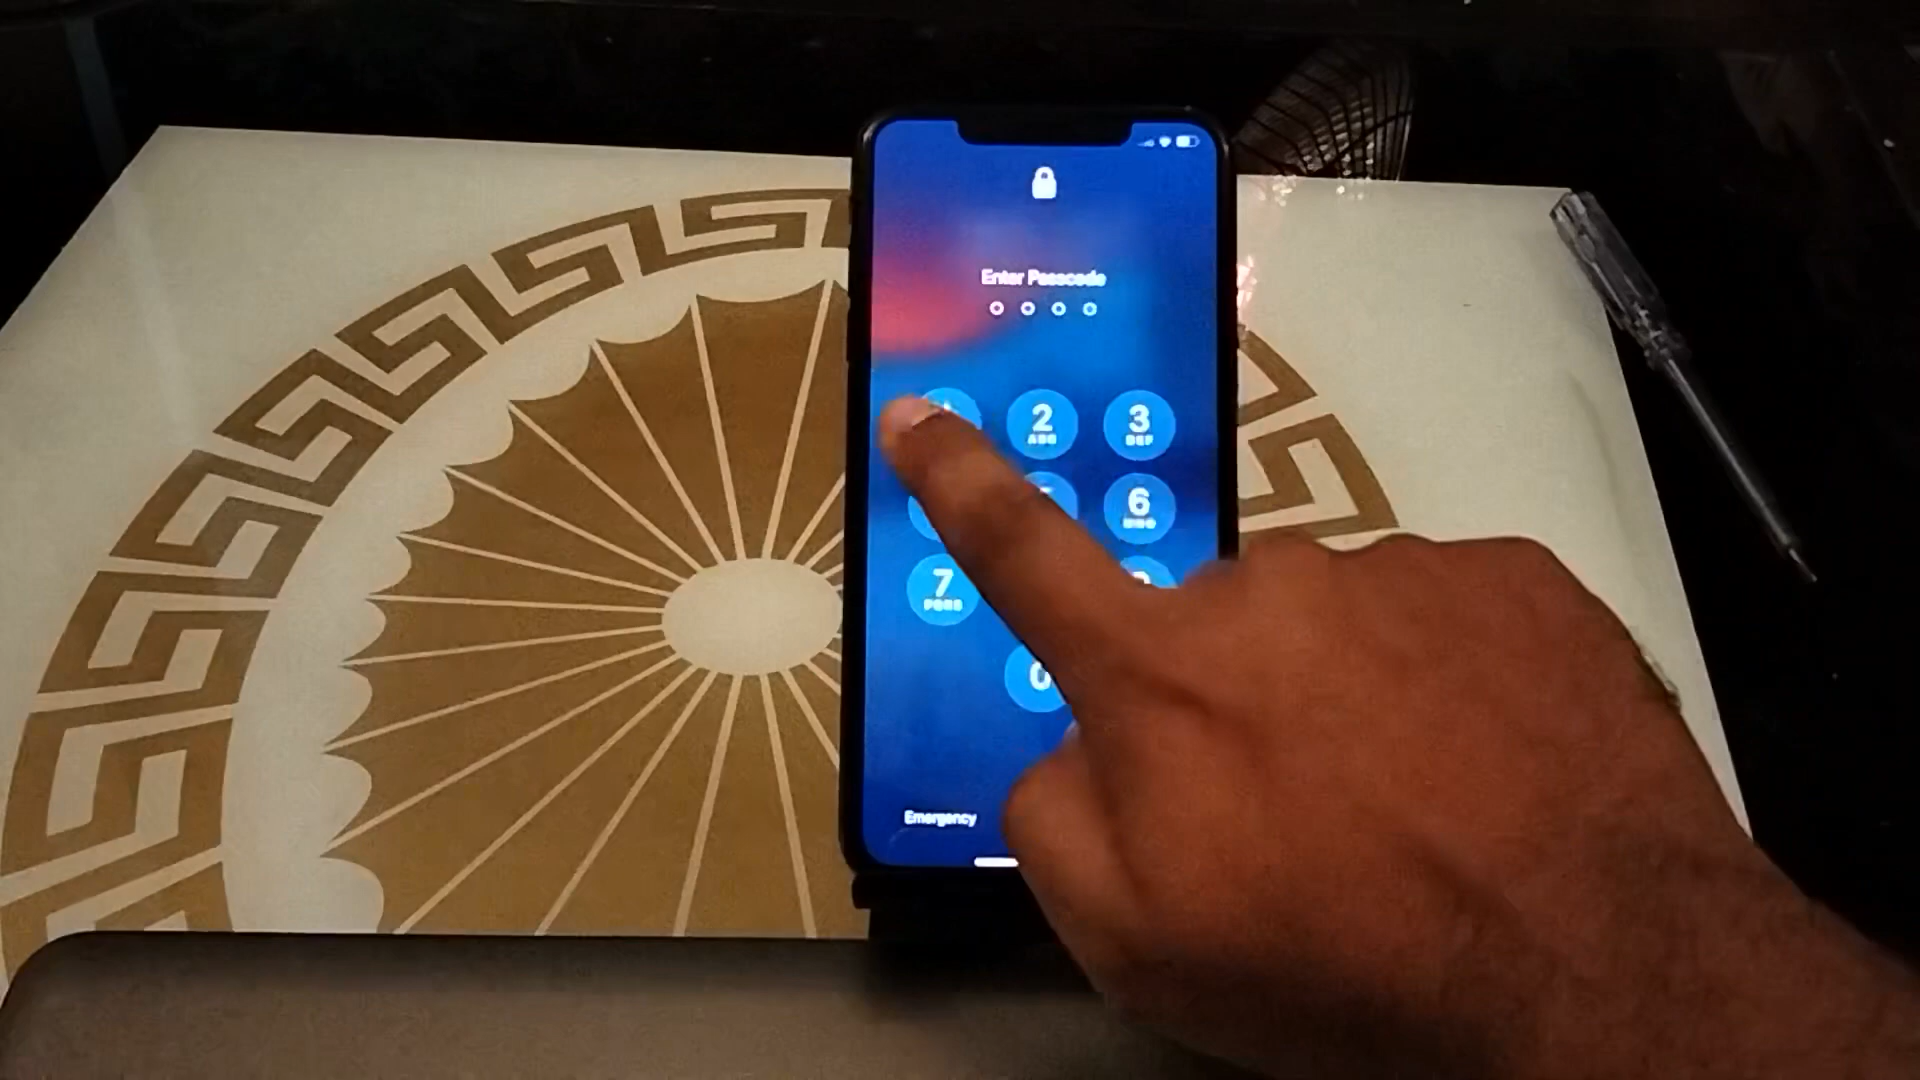 Enter Passcode
2 3
ABC DEF
6
MNO
7
PQRS
0
Emergency